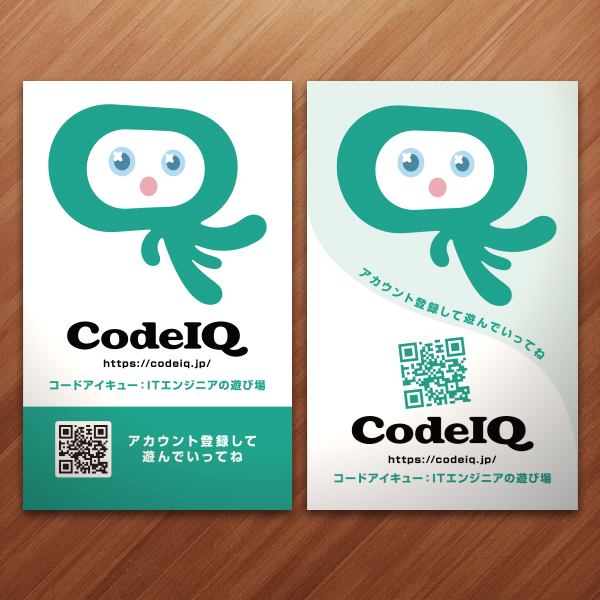 CodeIQ
https://codeiq.jp/
コードアイキュー：ITエンジニアの遊び場
アカウント登録して
遊んでいってね
アカウント登録して遊んでいってね
CodeIQ
https://codeiq.jp/
コードアイキュー：ITエンジニアの遊び場